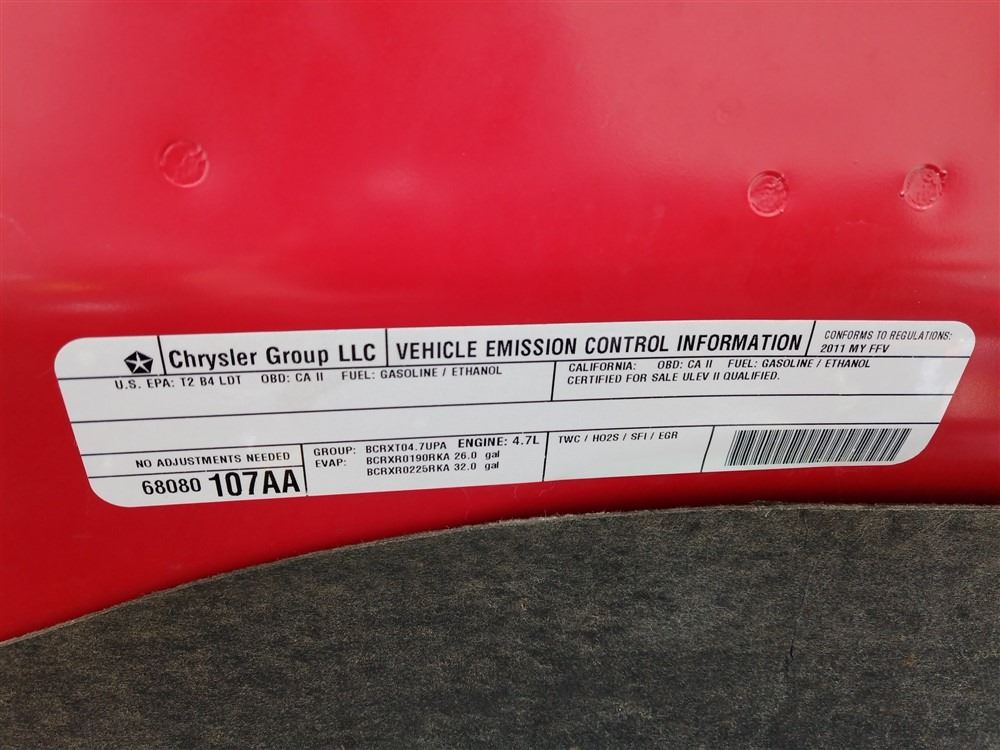 Chrysler Group LLC
VEHICLE EMISSION CONTROL INFORMATION
CONFORMS TO REGULATIONS:
2011 MY FFV
U.S. EPA: T2 B4 LDT OBD: CA II FUEL: GASOLINE / ETHANOL
CALIFORNIA: OBD: CA II FUEL: GASOLINE / ETHANOL
CERTIFIED FOR SALE ULEV II QUALIFIED.
NO ADJUSTMENTS NEEDED
68080 107AA
GROUP: BCRXT04.7UPA ENGINE: 4.7L
EVAP: BCRXR0190RKA 26.0 gal
BCRXR0225RKA 32.0 gal
TWC / HO2S / SFI / EGR